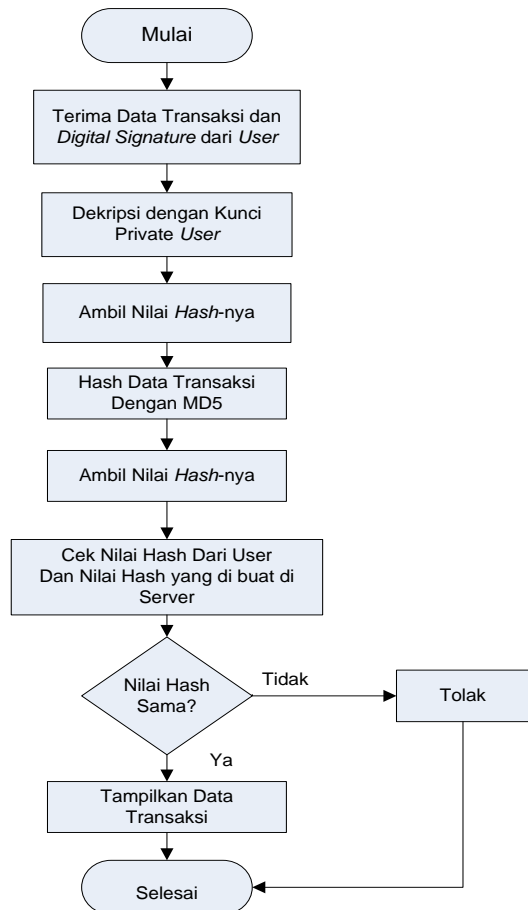 Mulai
Terima Data Transaksi dan
Digital Signature dari User
Dekripsi dengan Kunci
Private User
Ambil Nilai Hash-nya
Hash Data Transaksi
Dengan MD5
Ambil Nilai Hash-nya
Cek Nilai Hash Dari User
Dan Nilai Hash yang di buat di
Server
Nilai Hash
Sama?
Tidak
Tolak
Ya
Tampilkan Data
Transaksi
Selesai